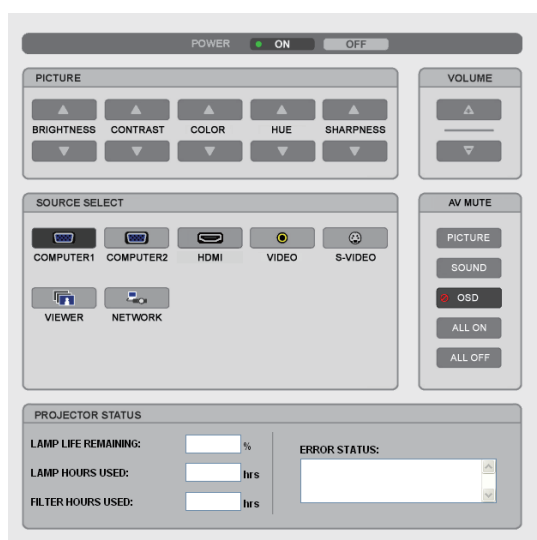 POWER ON OFF
PICTURE
BRIGHTNESS CONTRAST COLOR HUE SHARPNESS
VOLUME
SOURCE SELECT
COMPUTER1 COMPUTER2 HDMI VIDEO S-VIDEO
VIEWER NETWORK
AV MUTE
PICTURE
SOUND
OSD
ALL ON
ALL OFF
PROJECTOR STATUS
LAMP LIFE REMAINING: %
LAMP HOURS USED: hrs
FILTER HOURS USED: hrs
ERROR STATUS: